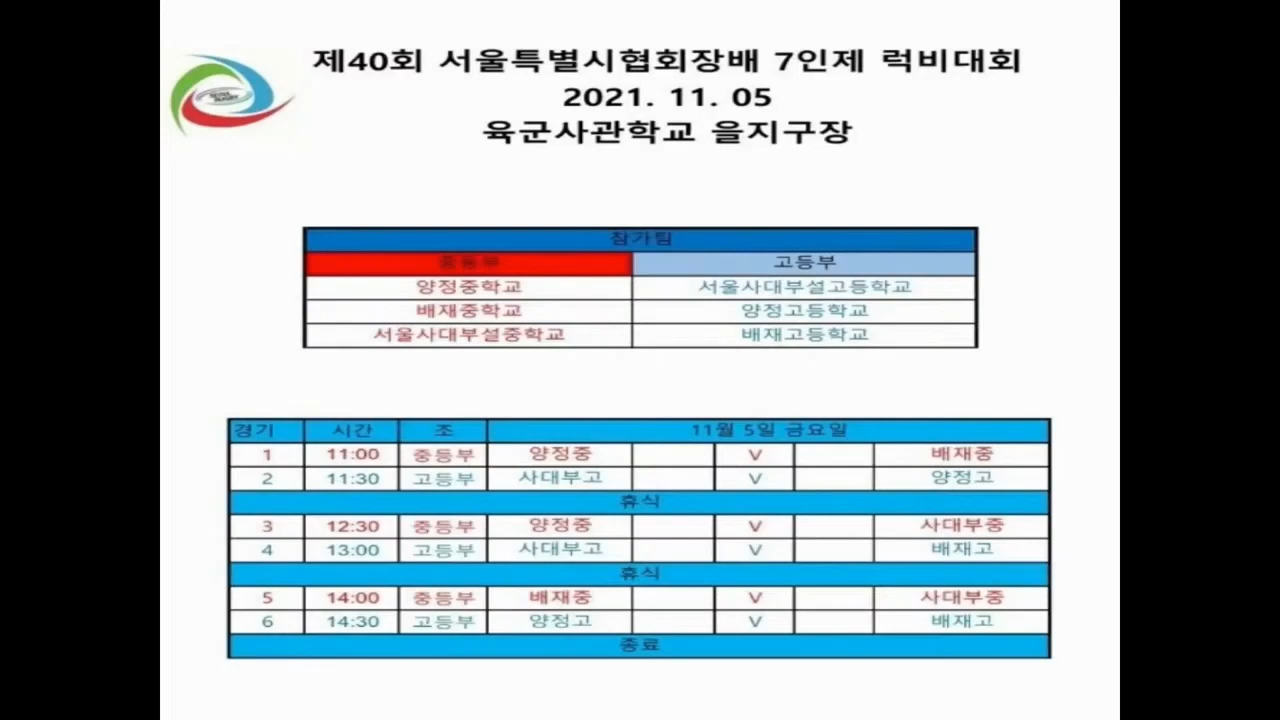 제40회 서울특별시협회장배 7인제 럭비대회
2021. 11. 05
육군사관학교 을지구장
참가팀
중등부 고등부
양정중학교 서울사대부설고등학교
배재중학교 양정고등학교
서울사대부설중학교 배재고등학교
경기 시간 조 11월 5일 금요일
1 11:00 중등부 양정중 V 배재중
2 11:30 고등부 사대부고 V 양정고
휴식
3 12:30 중등부 양정중 V 사대부중
4 13:00 고등부 사대부고 V 배재고
휴식
5 14:00 중등부 배재중 V 사대부중
6 14:30 고등부 양정고 V 배재고
종료